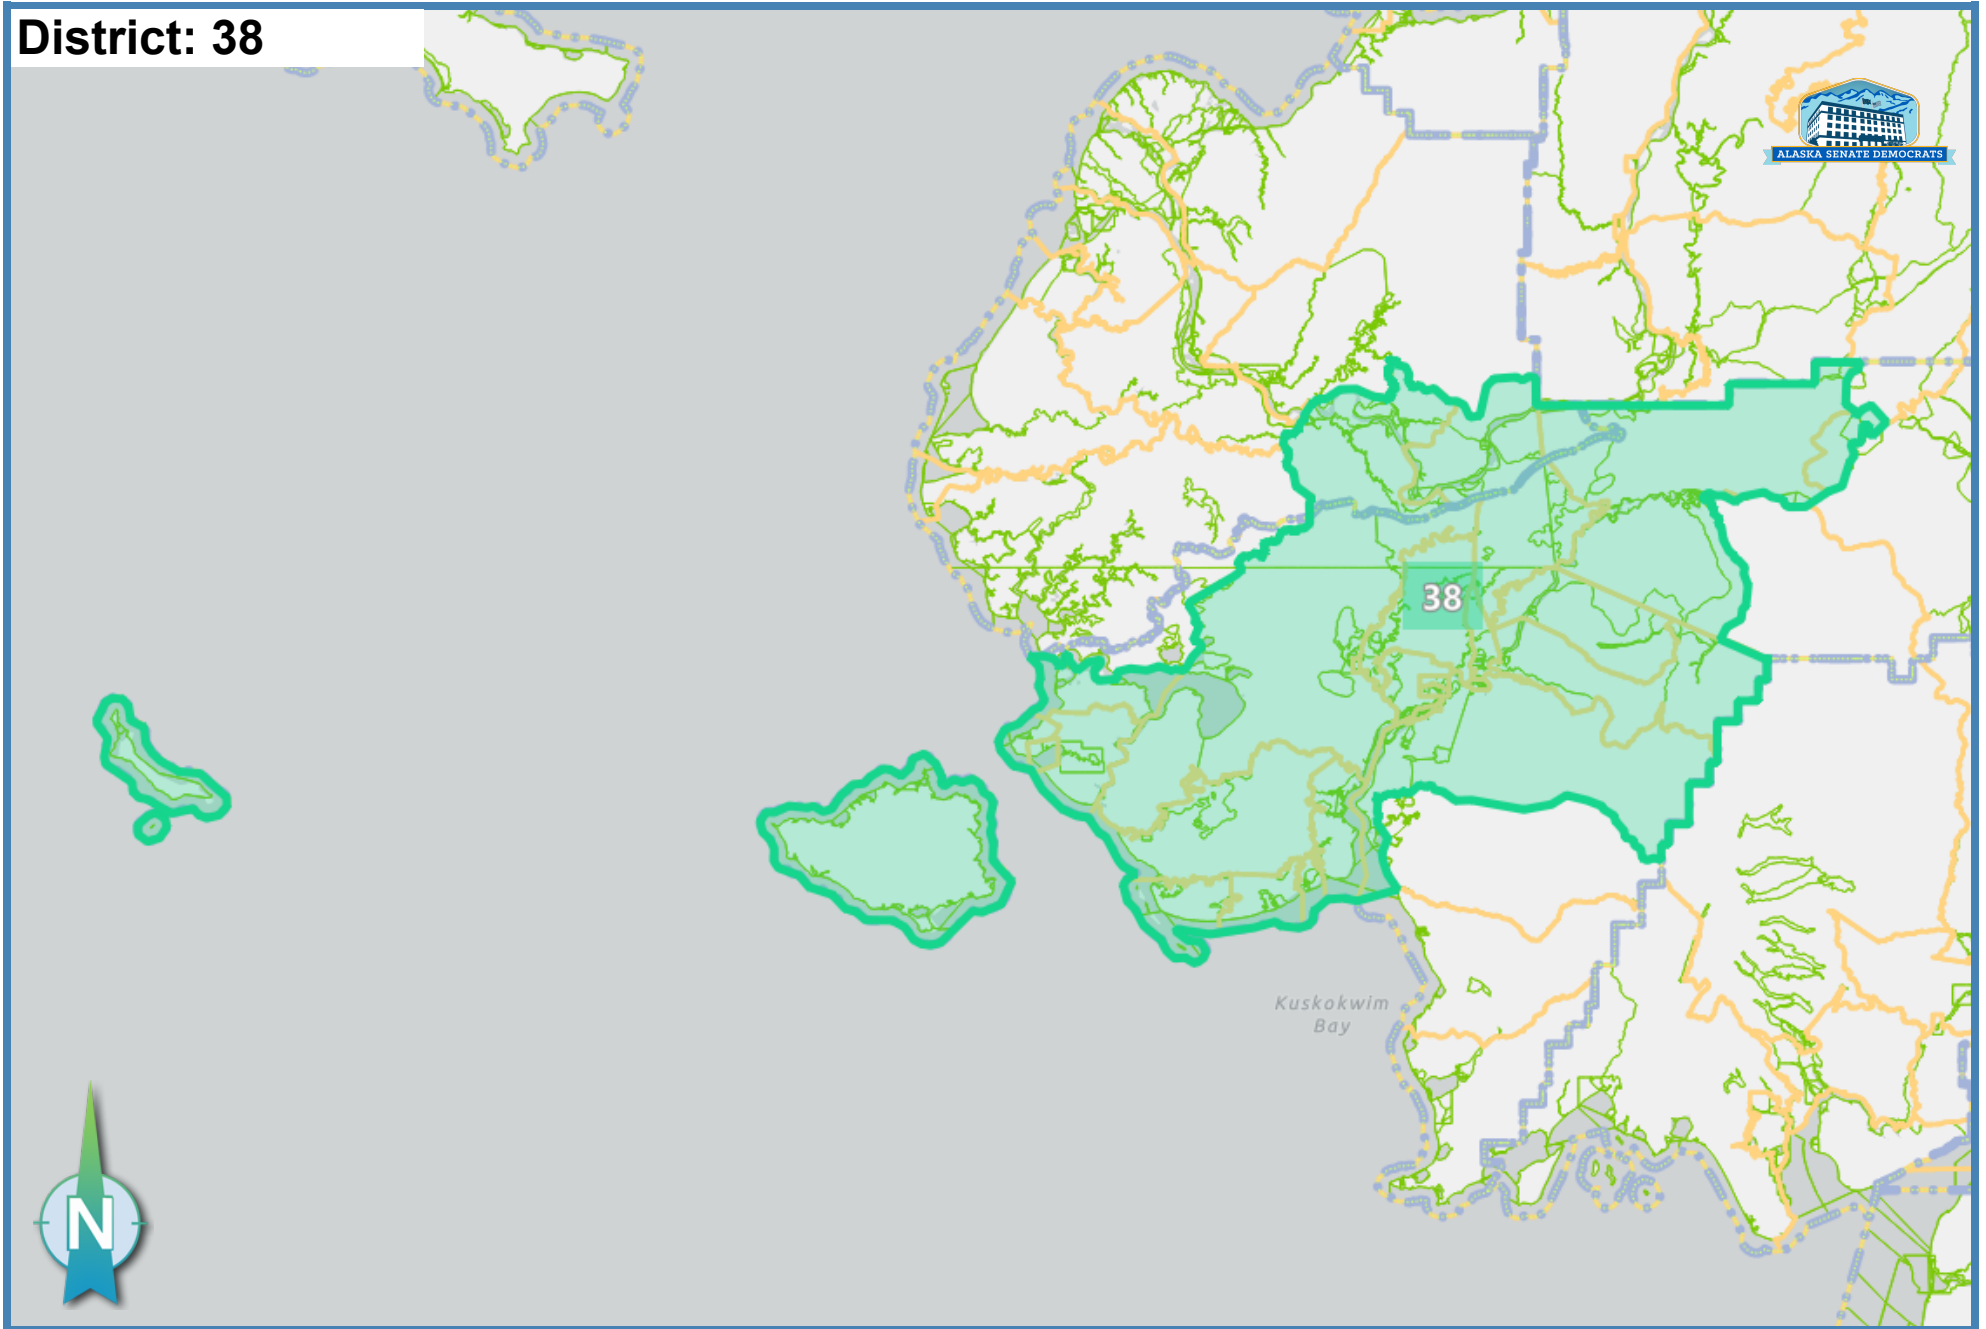 District: 38
ALASKA SENATE DEMOCRATS
38
Kuskokwim
Bay
N